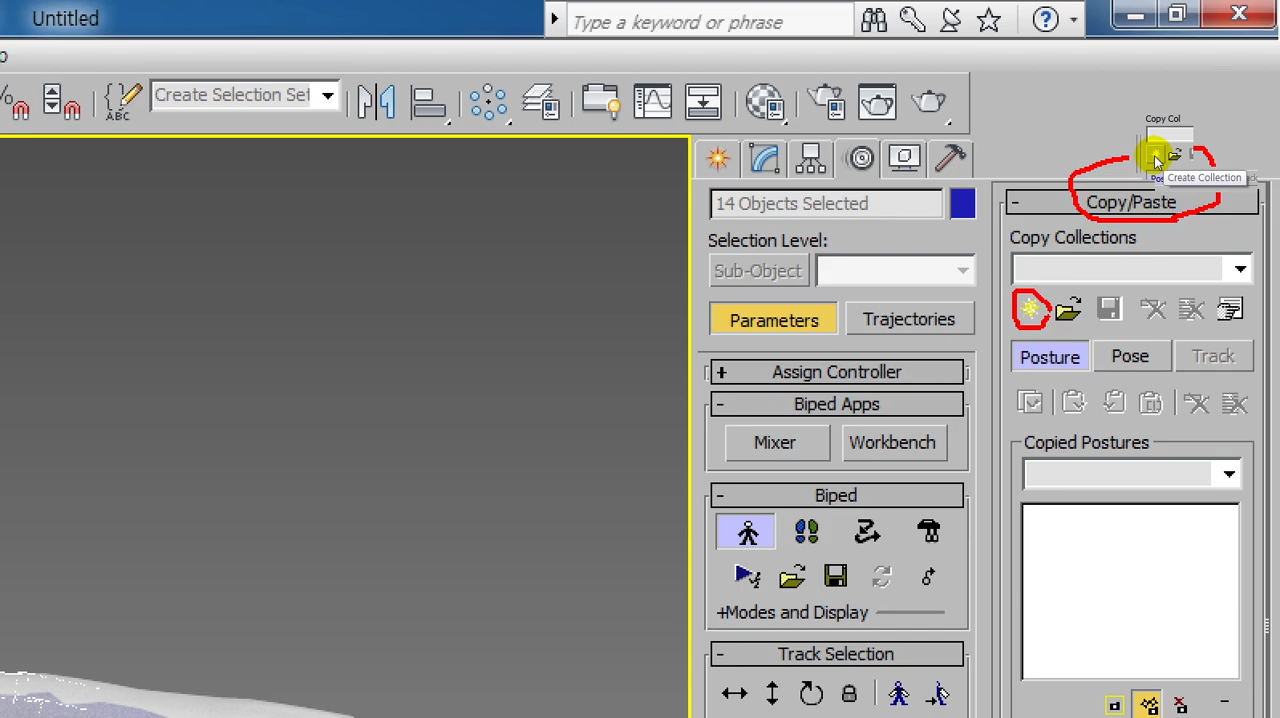 Untitled
Type a keyword or phrase
ABC
Create Selection Set
Copy Col
Create Collection
14 Objects Selected
Copy/Paste
Selection Level:
Copy Collections
Sub-Object
Parameters
Trajectories
Posture
Pose
Track
Assign Controller
Biped Apps
Mixer
Workbench
Copied Postures
Biped
+Modes and Display
Track Selection